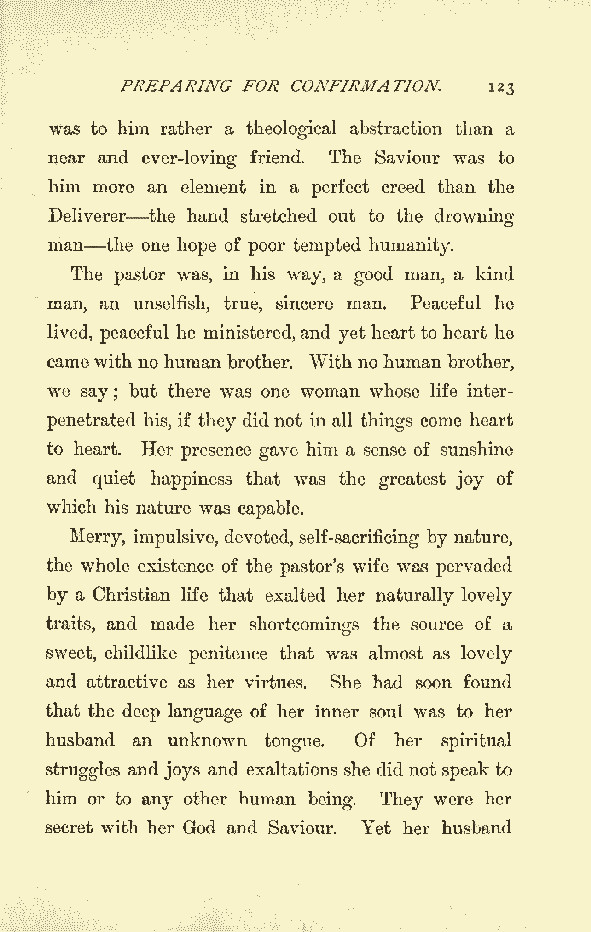 PREPARING FOR CONFIRMATION. 123
was to him rather a theological abstraction than a
near and ever-loving friend. The Saviour was to
him more an element in a perfect creed than the
Deliverer—the hand stretched out to the drowning
man—the one hope of poor tempted humanity.
The pastor was, in his way, a good man, a kind
man, an unselfish, true, sincere man. Peaceful he
lived, peaceful he ministered, and yet heart to heart he
came with no human brother. With no human brother,
we say; but there was one woman whose life inter-
penetrated his, if they did not in all things come heart
to heart. Her presence gave him a sense of sunshine
and quiet happiness that was the greatest joy of
which his nature was capable.
Merry, impulsive, devoted, self-sacrificing by nature,
the whole existence of the pastor's wife was pervaded
by a Christian life that exalted her naturally lovely
traits, and made her shortcomings the source of a
sweet, childlike penitence that was almost as lovely
and attractive as her virtues. She had soon found
that the deep language of her inner soul was to her
husband an unknown tongue. Of her spiritual
struggles and joys and exaltations she did not speak to
him or to any other human being. They were her
secret with her God and Saviour. Yet her husband